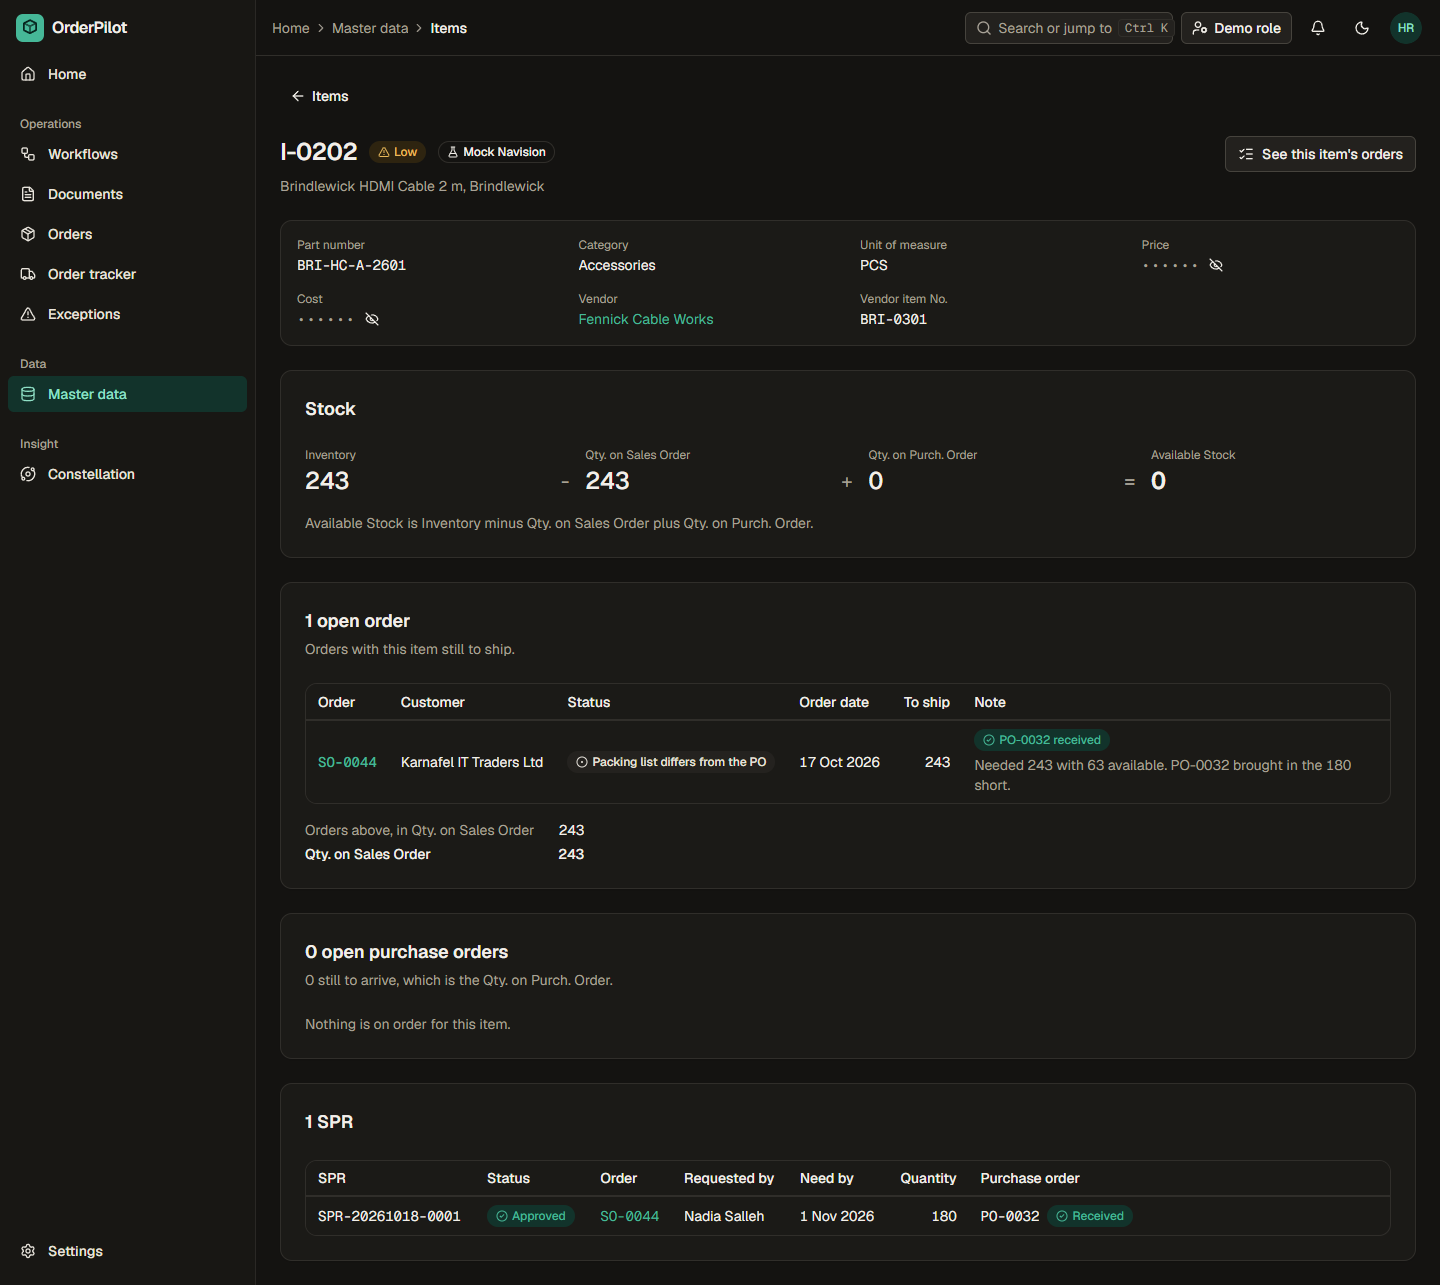 OrderPilot
Home
Operations
Workflows
Documents
Orders
Order tracker
Exceptions
Data
Master data
Insight
Constellation
Settings
Home > Master data > Items
Search or jump to Ctrl K
Demo role
HR
Items
I-0202 Low Mock Navision
See this item's orders
Brindlewick HDMI Cable 2 m, Brindlewick
Part number Category Unit of measure Price
BRI-HC-A-2601 Accessories PCS ······
Cost Vendor Vendor item No.
······ Fennick Cable Works BRI-0301
Stock
Inventory Qty. on Sales Order Qty. on Purch. Order Available Stock
243 - 243 + 0 = 0
Available Stock is Inventory minus Qty. on Sales Order plus Qty. on Purch. Order.
1 open order
Orders with this item still to ship.
Order Customer Status Order date To ship Note
SO-0044 Karnafel IT Traders Ltd Packing list differs from the PO 17 Oct 2026 243
PO-0032 received
Needed 243 with 63 available. PO-0032 brought in the 180
short.
Orders above, in Qty. on Sales Order 243
Qty. on Sales Order 243
0 open purchase orders
0 still to arrive, which is the Qty. on Purch. Order.
Nothing is on order for this item.
1 SPR
SPR Status Order Requested by Need by Quantity Purchase order
SPR-20261018-0001 Approved SO-0044 Nadia Salleh 1 Nov 2026 180 PO-0032 Received